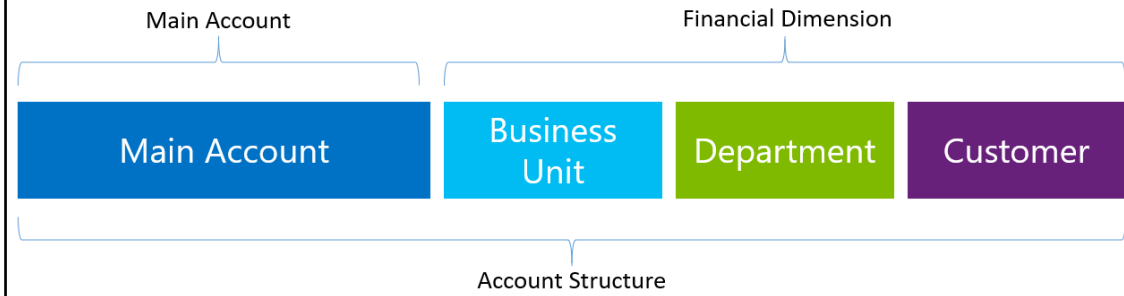 Main Account
Financial Dimension
Main Account
Business
Unit
Department
Customer
Account Structure